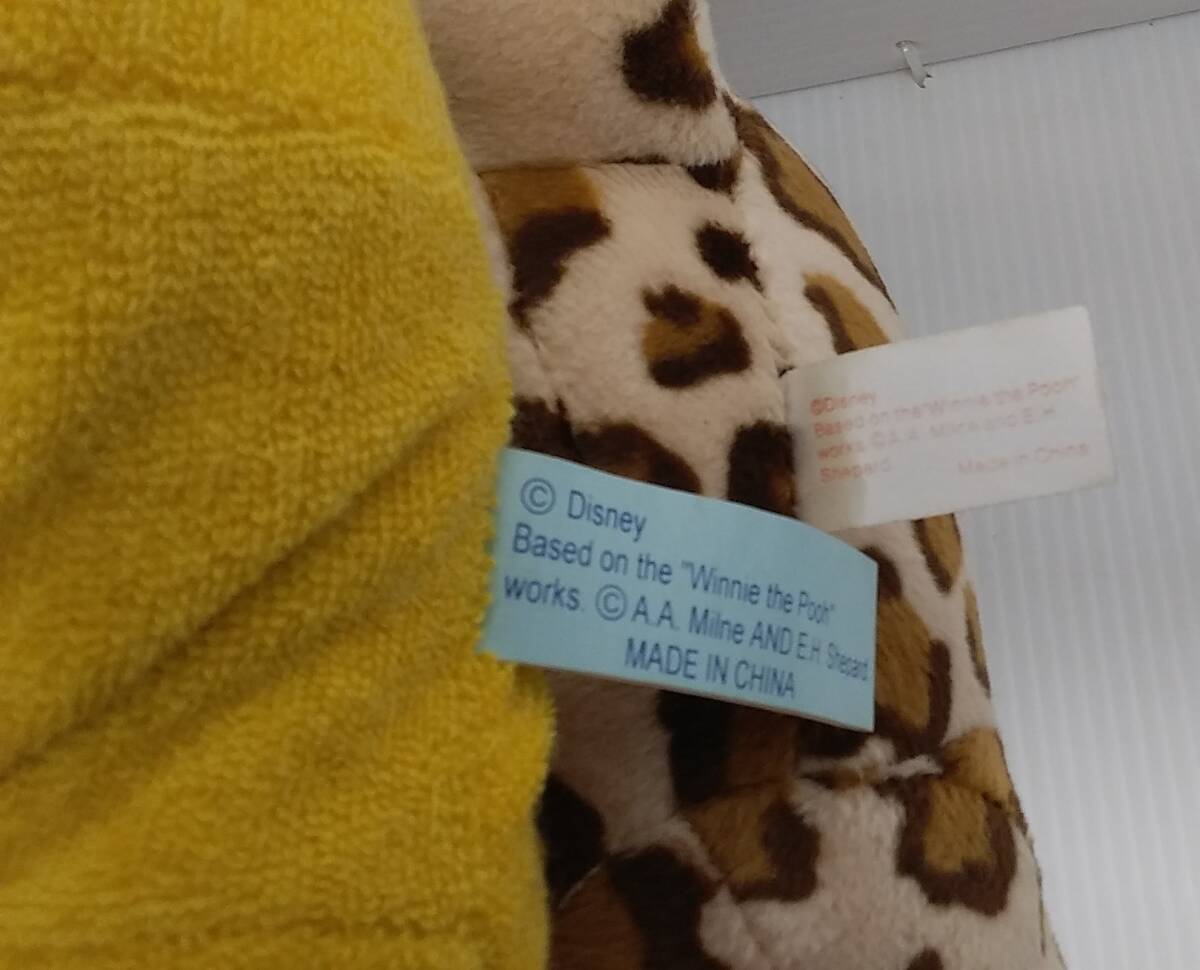 © Disney
Based on the "Winnie the Pooh"
works. © A.A. Milne AND E.H. Shepard
MADE IN CHINA
©Disney
Based on the "Winnie the Pooh"
works © A.A. Milne and E.H.
Shepard Made in China